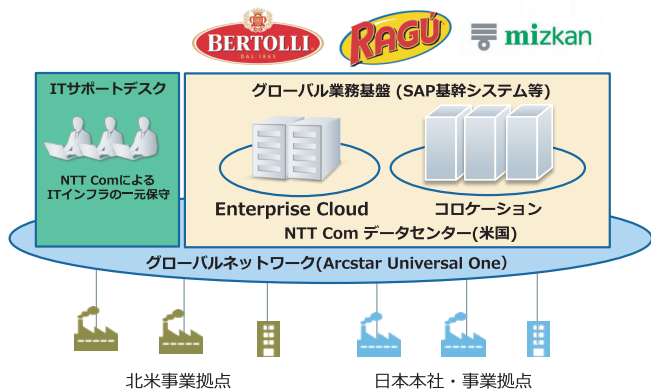 BERTOLLI
DAL 1865
RAGÚ
mizkan
ITサポートデスク
NTT Comによる
ITインフラの一元保守
グローバル業務基盤 (SAP基幹システム等)
Enterprise Cloud
コロケーション
NTT Com データセンター(米国)
グローバルネットワーク(Arcstar Universal One)
北米事業拠点
日本本社・事業拠点